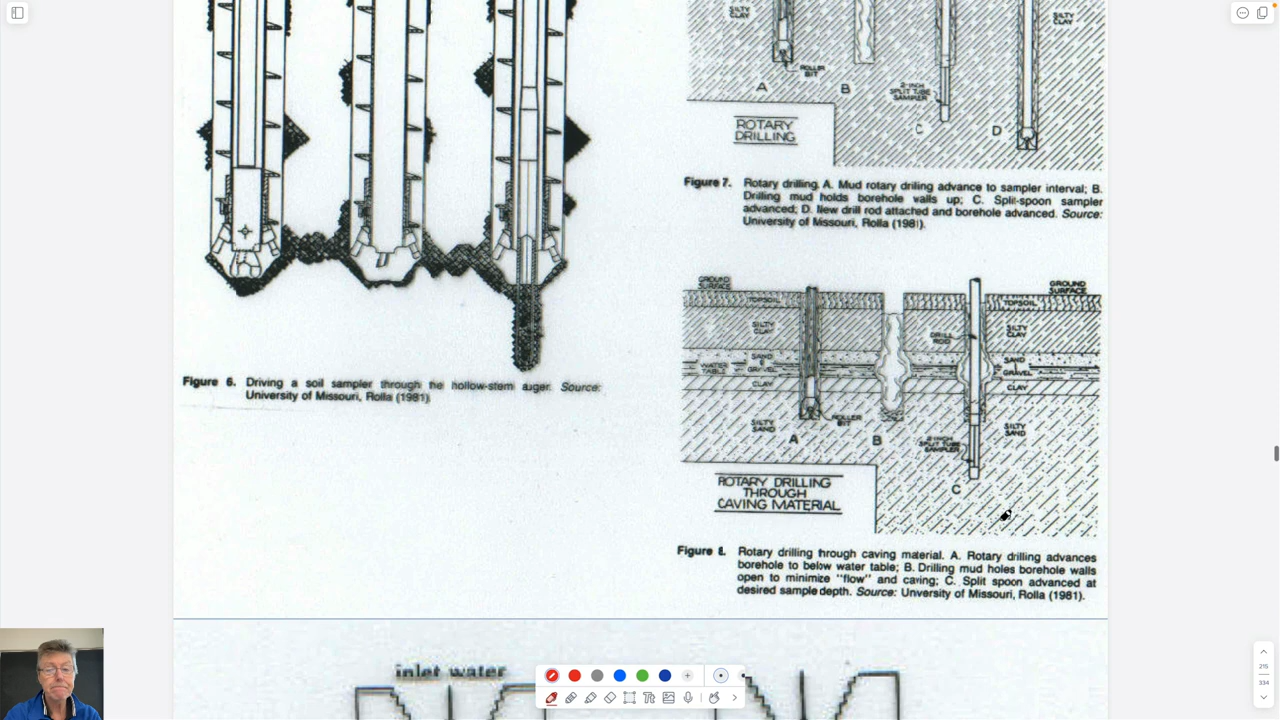 SILTY
CLAY
SILTY
CLAY
ROLLER
BIT
A
B
2-INCH
SPLIT TUBE
SAMPLER
C
D
ROTARY
DRILLING
Figure 7. Rotary drilling. A. Mud rotary driling advance to sampler interval; B.
Drilling mud holds borehole walls up; C. Split-spoon sampler
advanced; D. New drill rod attached and borehole advanced. Source:
University of Missouri, Rolla (1981).
Figure 6. Driving a soil sampler through the hollow-stem auger. Source:
University of Missouri, Rolla (1981).
GROUND
SURFACE
GROUND
SURFACE
TOPSOIL
TOPSOIL
SILTY
CLAY
DRILL
ROD
SILTY
CLAY
WATER
TABLE
SAND
&
GRAVEL
SAND
GRAVEL
CLAY
CLAY
SILTY
SAND
ROLLER
BIT
SILTY
SAND
A
B
2-INCH
SPLIT TUBE
SAMPLER
C
ROTARY DRILLING
THROUGH
CAVING MATERIAL
Figure 8. Rotary drilling through caving material. A. Rotary drilling advances
borehole to below water table; B. Drilling mud holes borehole walls
open to minimize "flow" and caving; C. Split spoon advanced at
desired sample depth. Source: Unversity of Missouri, Rolla (1981).
inlet water
215
334